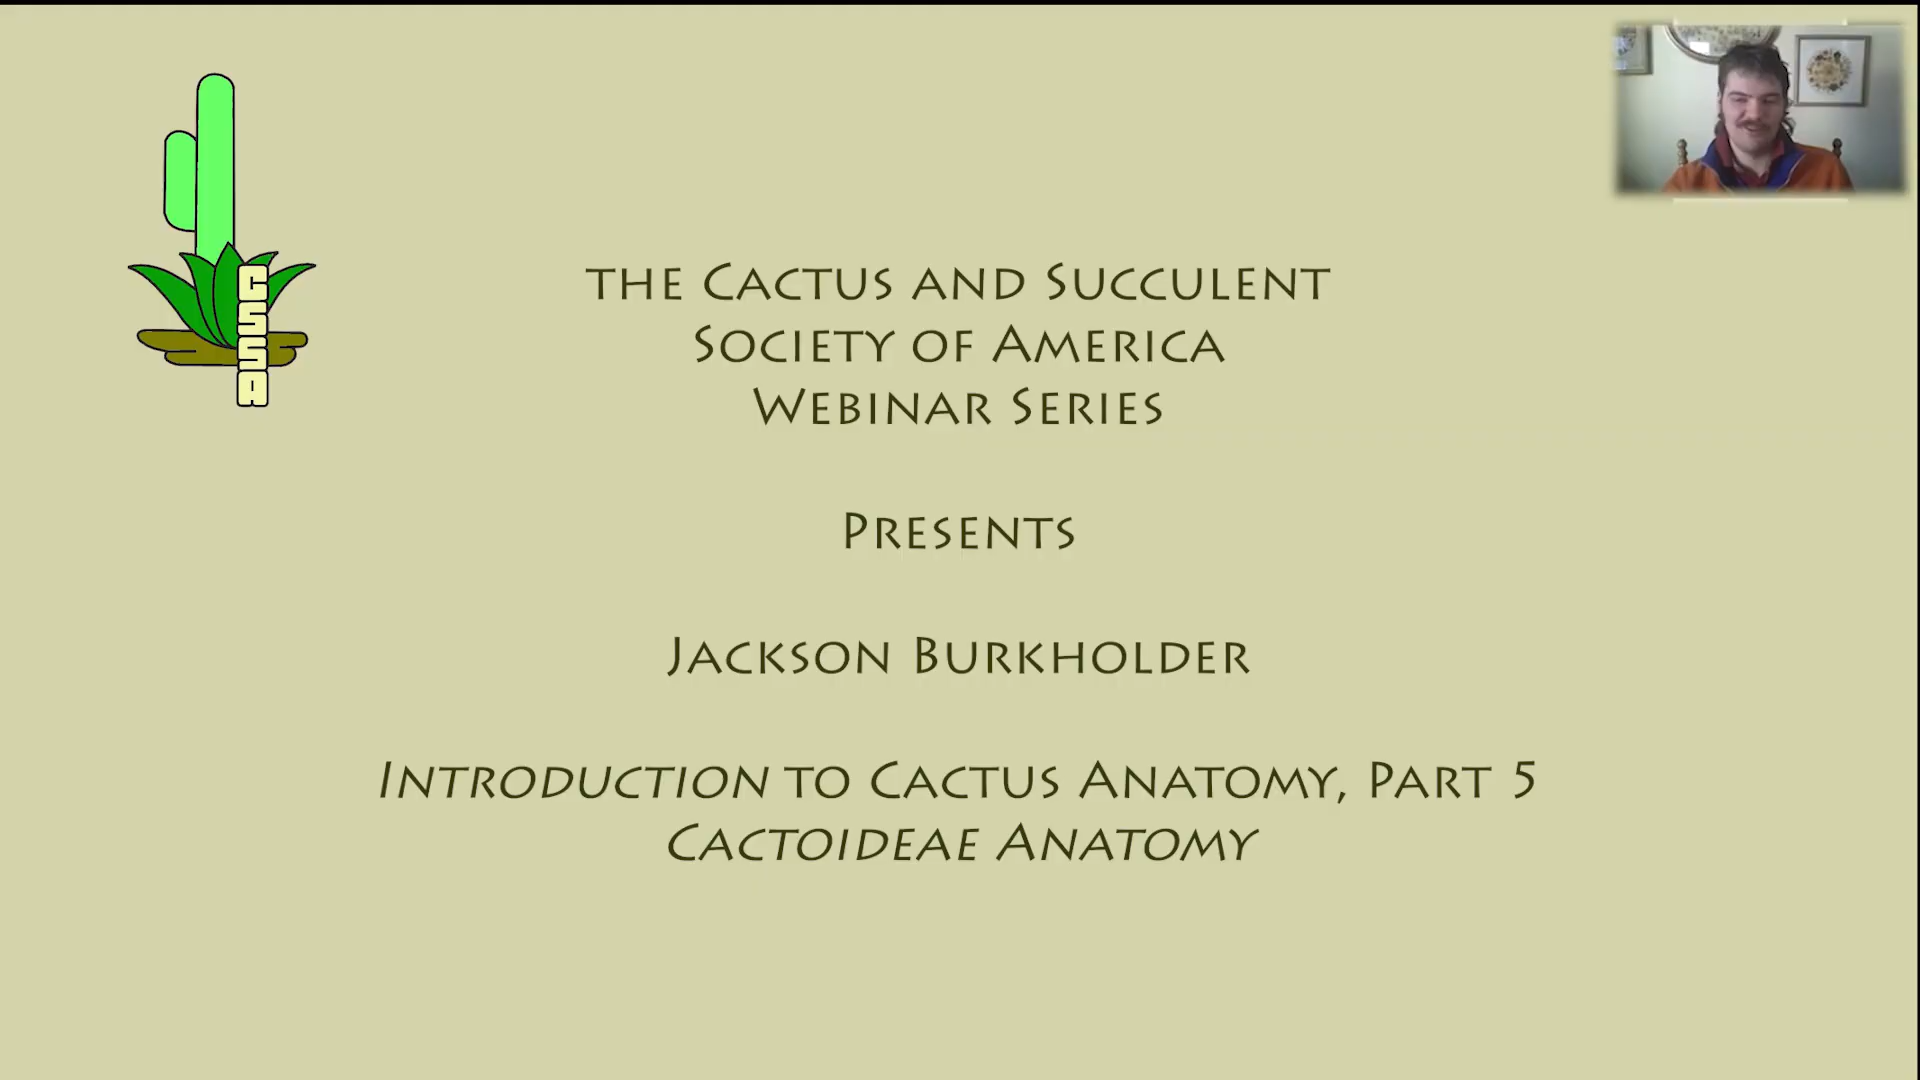 CSSA
THE CACTUS AND SUCCULENT
SOCIETY OF AMERICA
WEBINAR SERIES
PRESENTS
JACKSON BURKHOLDER
INTRODUCTION TO CACTUS ANATOMY, PART 5
CACTOIDEAE ANATOMY